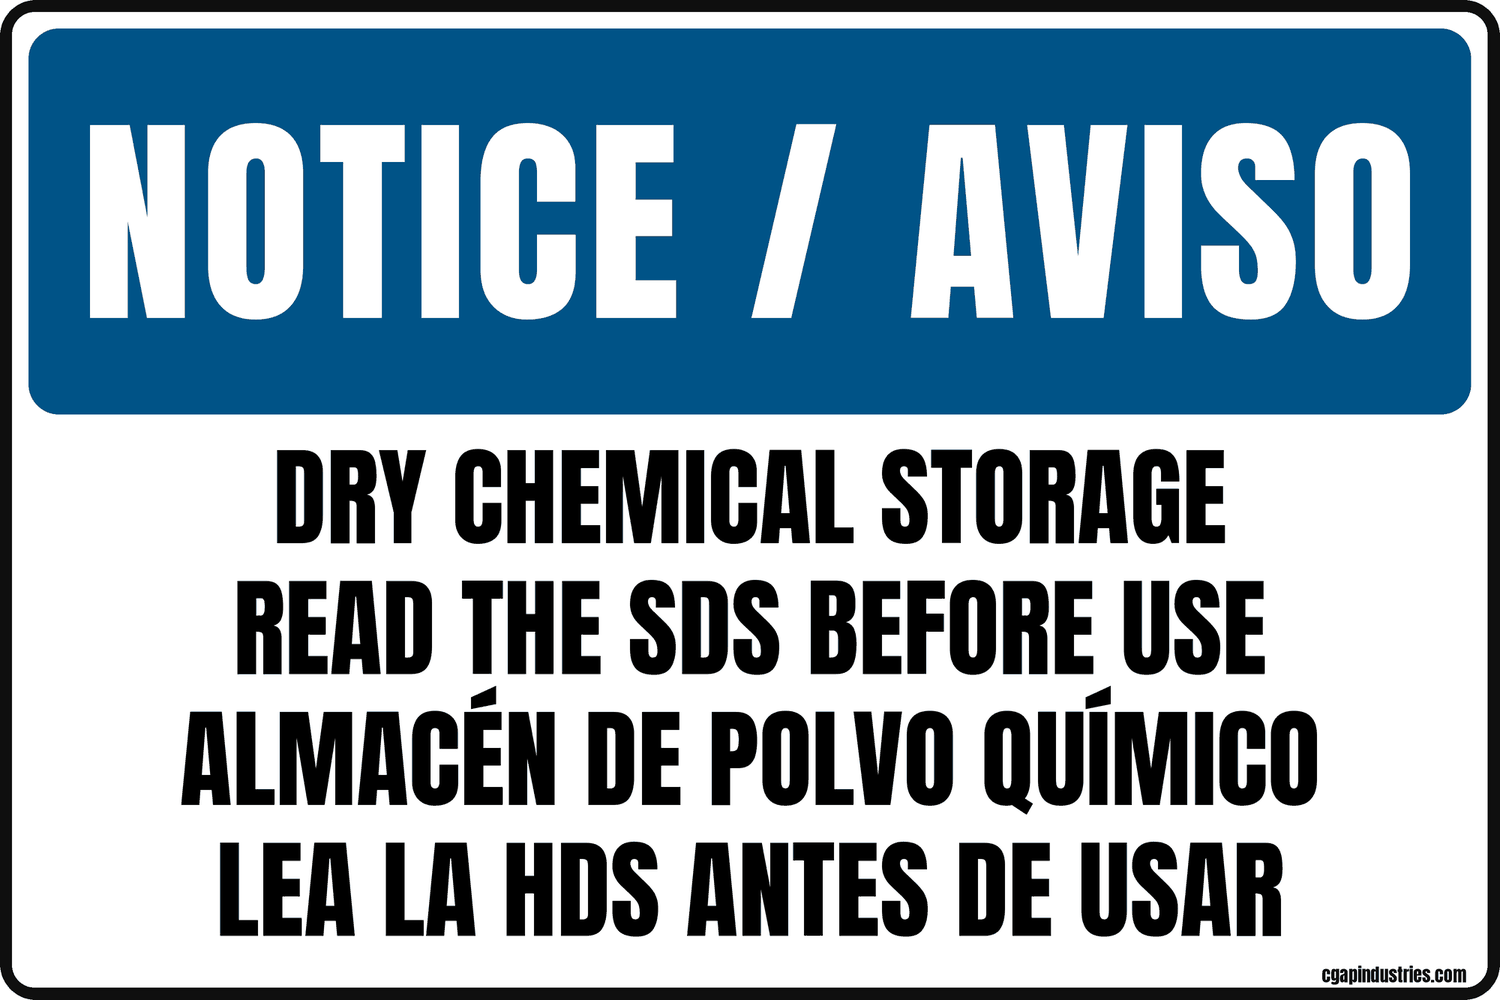 NOTICE / AVISO
DRY CHEMICAL STORAGE
READ THE SDS BEFORE USE
ALMACÉN DE POLVO QUÍMICO
LEA LA HDS ANTES DE USAR
cgapindustries.com